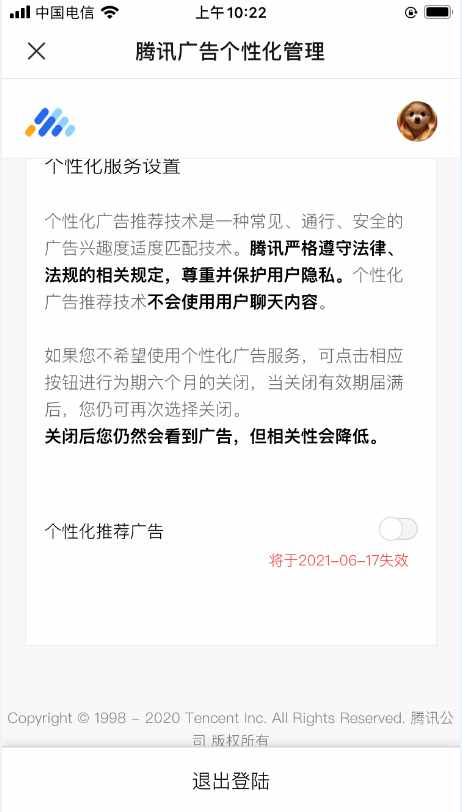 中国电信
上午10:22
腾讯广告个性化管理
个性化服务设置
个性化广告推荐技术是一种常见、通行、安全的
广告兴趣度适度匹配技术。腾讯严格遵守法律、
法规的相关规定，尊重并保护用户隐私。个性化
广告推荐技术不会使用用户聊天内容。
如果您不希望使用个性化广告服务，可点击相应
按钮进行为期六个月的关闭，当关闭有效期届满
后，您仍可再次选择关闭。
关闭后您仍然会看到广告，但相关性会降低。
个性化推荐广告
将于2021-06-17失效
Copyright © 1998 - 2020 Tencent Inc. All Rights Reserved. 腾讯公
司 版权所有
退出登陆